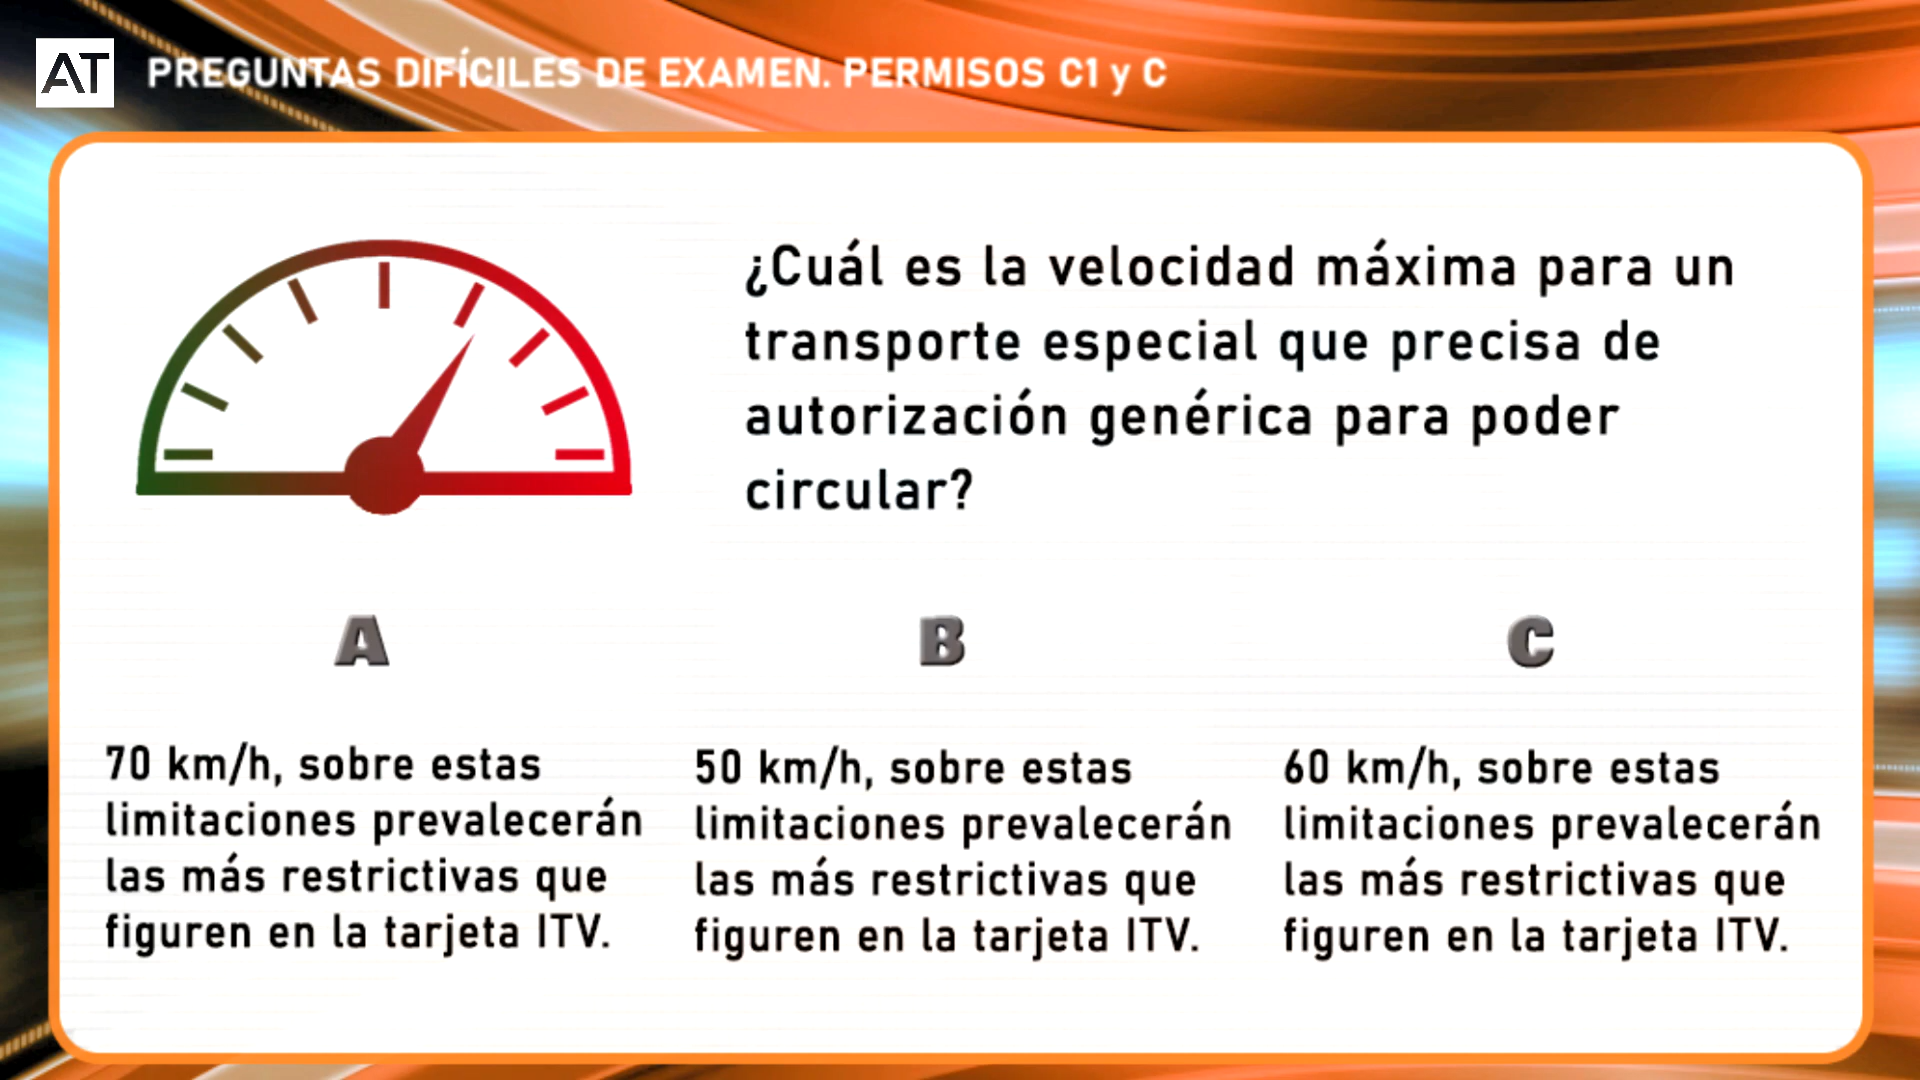 AT
PREGUNTAS DIFÍCILES DE EXAMEN. PERMISOS C1 y C
¿Cuál es la velocidad máxima para un
transporte especial que precisa de
autorización genérica para poder
circular?
A
70 km/h, sobre estas
limitaciones prevalecerán
las más restrictivas que
figuren en la tarjeta ITV.
B
50 km/h, sobre estas
limitaciones prevalecerán
las más restrictivas que
figuren en la tarjeta ITV.
C
60 km/h, sobre estas
limitaciones prevalecerán
las más restrictivas que
figuren en la tarjeta ITV.